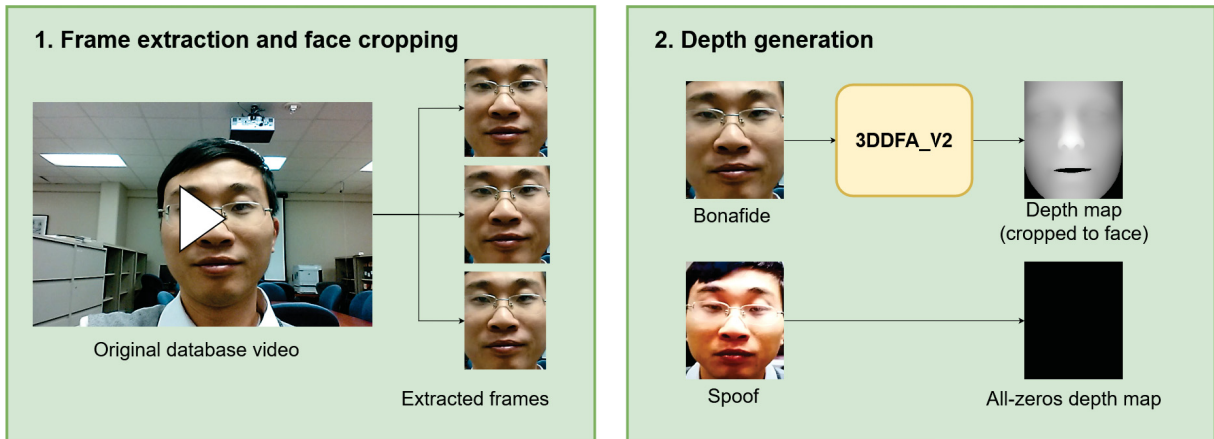 1. Frame extraction and face cropping
Original database video
Extracted frames
2. Depth generation
Bonafide
3DDFA_V2
Depth map
(cropped to face)
Spoof
All-zeros depth map